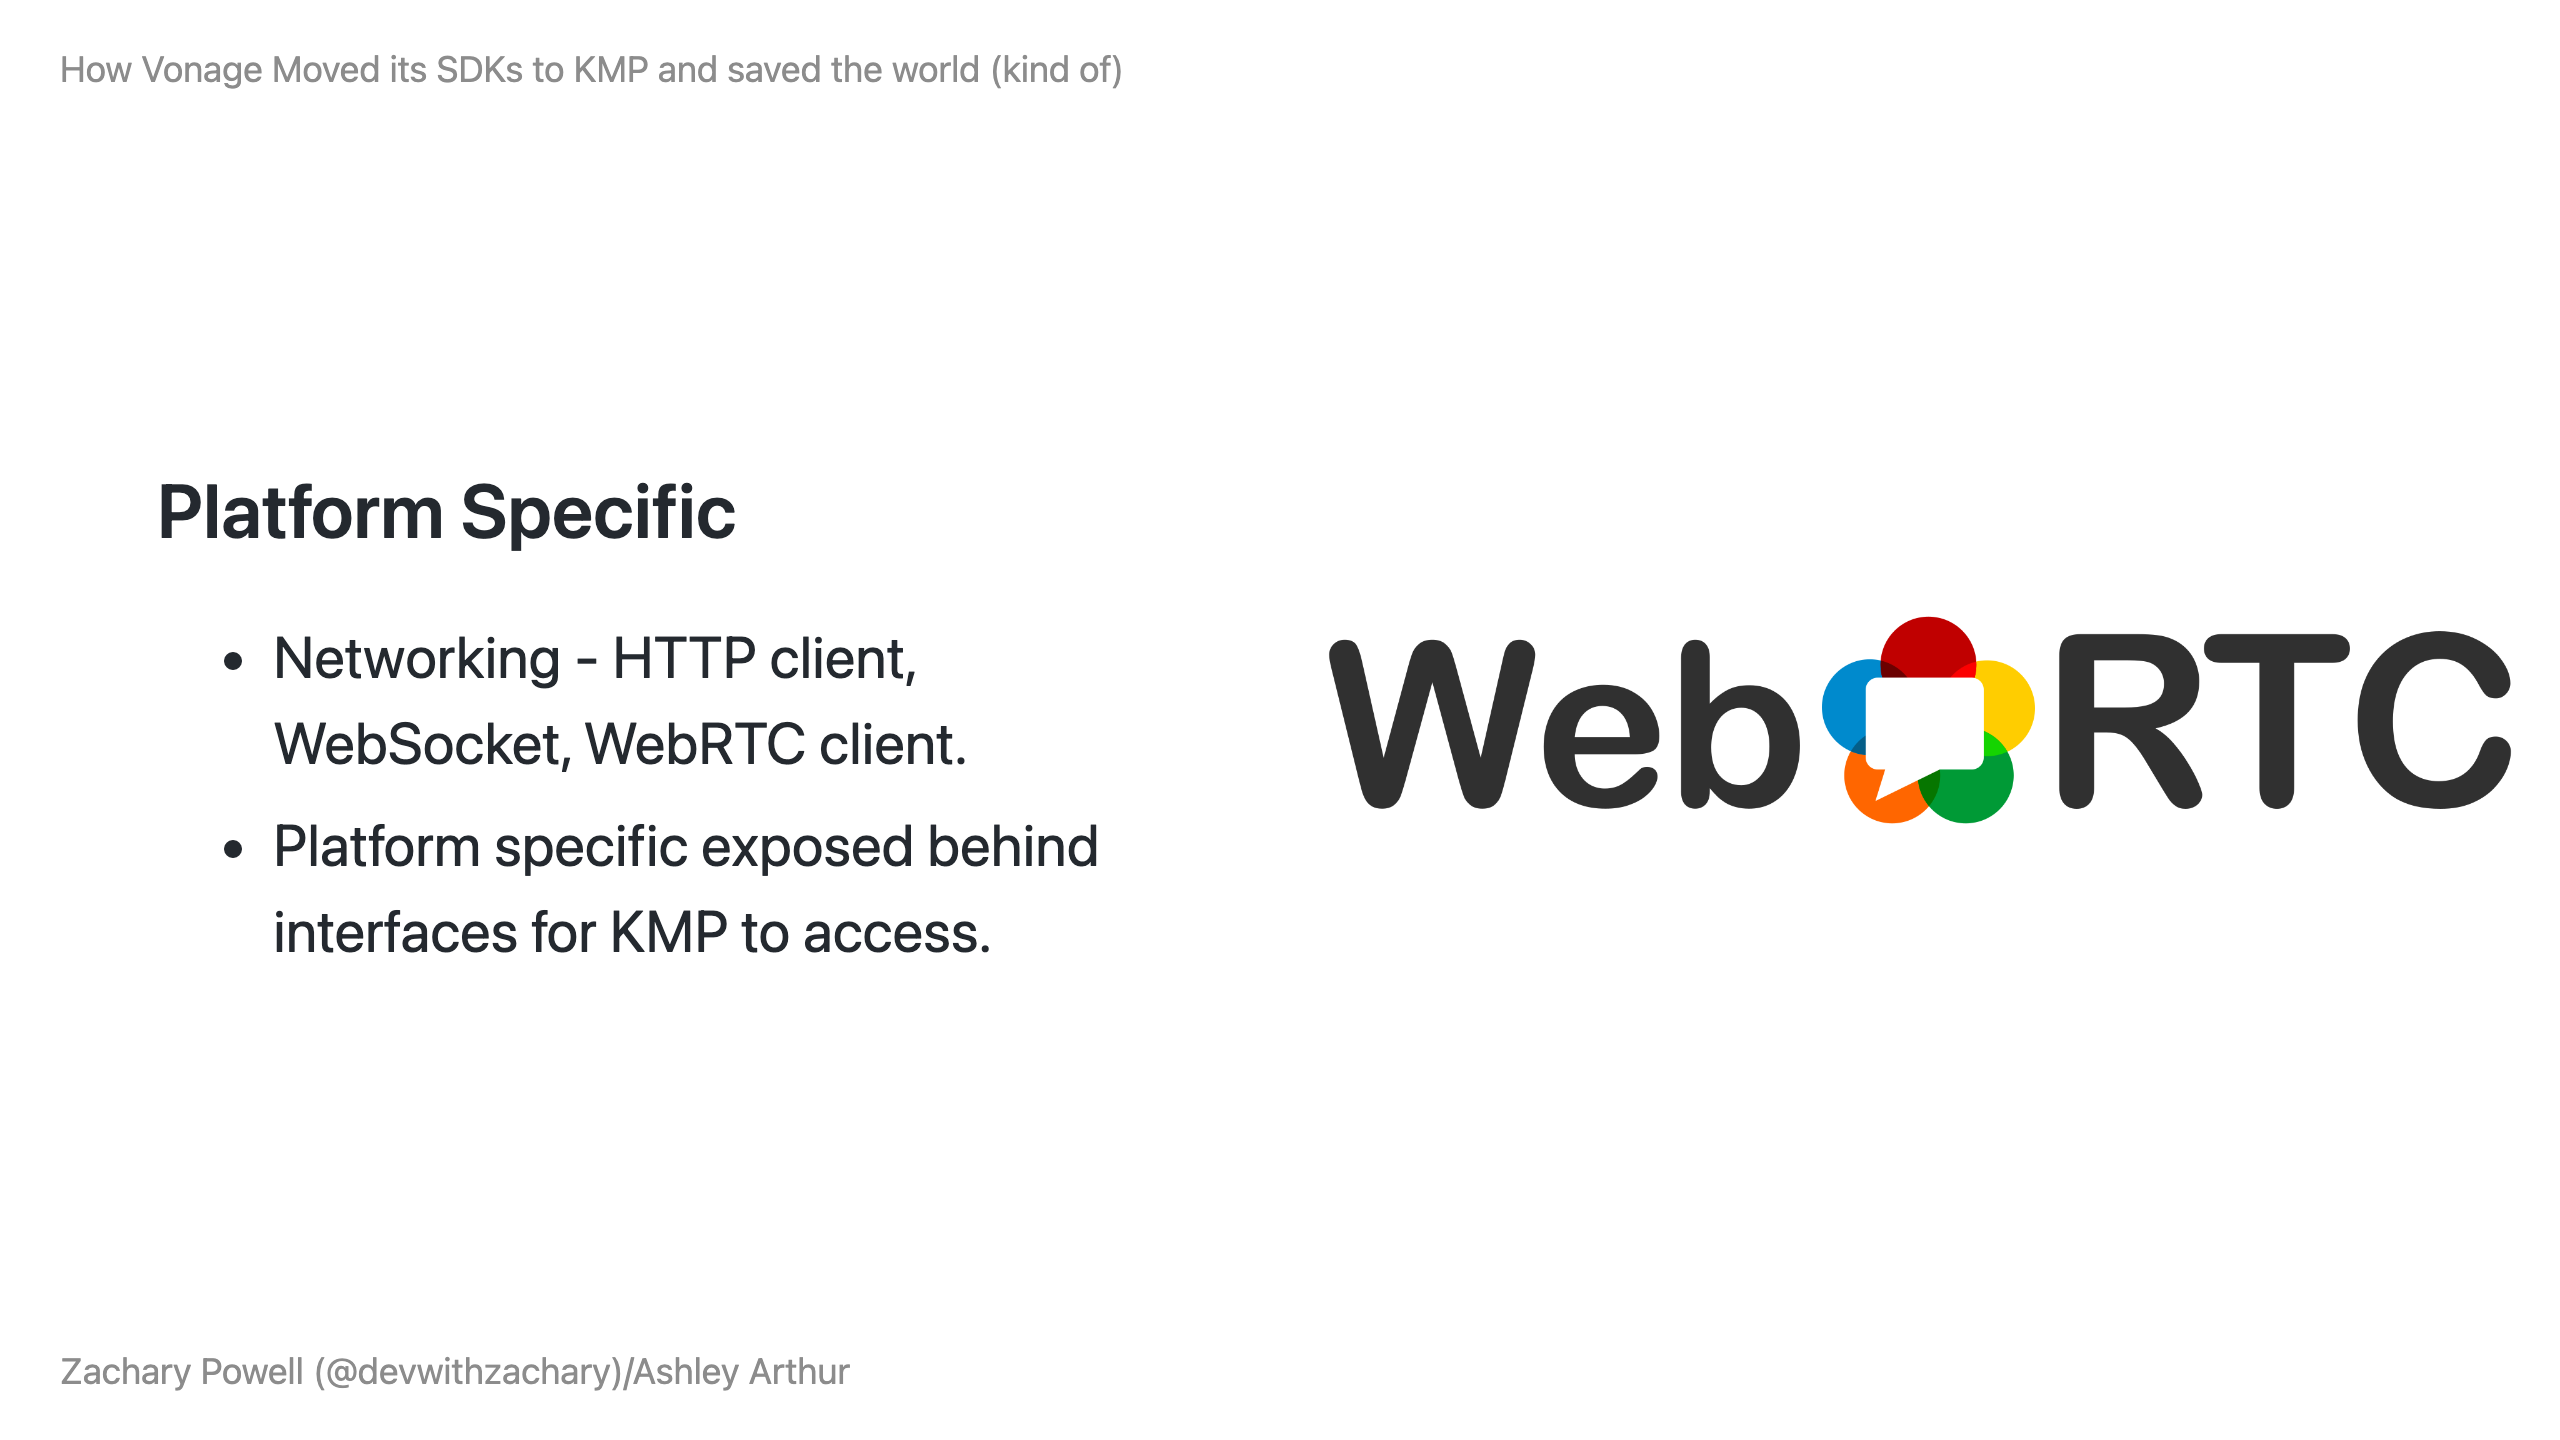 How Vonage Moved its SDKs to KMP and saved the world (kind of)
Platform Specific
• Networking - HTTP client,
WebSocket, WebRTC client.
• Platform specific exposed behind
interfaces for KMP to access.
WebRTC
Zachary Powell (@devwithzachary)/Ashley Arthur